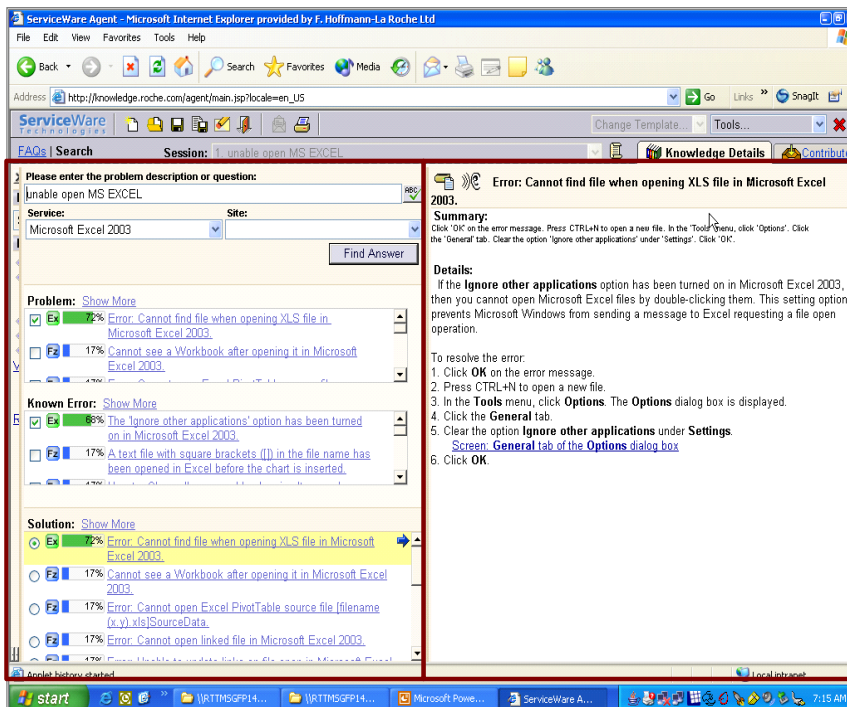 ServiceWare Agent - Microsoft Internet Explorer provided by F. Hoffmann-La Roche Ltd
File Edit View Favorites Tools Help
Back Search Favorites Media
Address http://knowledge.roche.com/agent/main.jsp?locale=en_US Go Links » SnagIt
ServiceWare Change Template... Tools...
Technologies
FAQs | Search Session: 1 unable open MS EXCEL Knowledge Details Contribute
Please enter the problem description or question:
unable open MS EXCEL ABC
Service: Site:
Microsoft Excel 2003
Find Answer
Problem: Show More
Ex 72% Error: Cannot find file when opening XLS file in
Microsoft Excel 2003.
Fz 17% Cannot see a Workbook after opening it in Microsoft
Excel 2003.
Known Error: Show More
Ex 68% The 'Ignore other applications' option has been turned
on in Microsoft Excel 2003.
Fz 17% A text file with square brackets ([]) in the file name has
been opened in Excel before the chart is inserted.
Solution: Show More
Ex 72% Error: Cannot find file when opening XLS file in Microsoft
Excel 2003.
Fz 17% Cannot see a Workbook after opening it in Microsoft Excel
2003.
Fz 17% Error: Cannot open Excel PivotTable source file [filename
(x.y).xls]SourceData.
Fz 17% Error: Cannot open linked file in Microsoft Excel 2003.
17% Error: Unable to update links on file open in Microsoft Excel
Error: Cannot find file when opening XLS file in Microsoft Excel
2003.
Summary:
Click 'OK' on the error message. Press CTRL+N to open a new file. In the 'Tools' menu, click 'Options'. Click
the 'General' tab. Clear the option 'Ignore other applications' under 'Settings'. Click 'OK'.
Details:
If the Ignore other applications option has been turned on in Microsoft Excel 2003,
then you cannot open Microsoft Excel files by double-clicking them. This setting option
prevents Microsoft Windows from sending a message to Excel requesting a file open
operation.
To resolve the error:
1. Click OK on the error message.
2. Press CTRL+N to open a new file.
3. In the Tools menu, click Options. The Options dialog box is displayed.
4. Click the General tab.
5. Clear the option Ignore other applications under Settings.
Screen: General tab of the Options dialog box
6. Click OK.
Applet history started Local intranet
start » \\RTTMSGFP14... \\RTTMSGFP14... Microsoft Powe... ServiceWare A... 7:15 AM